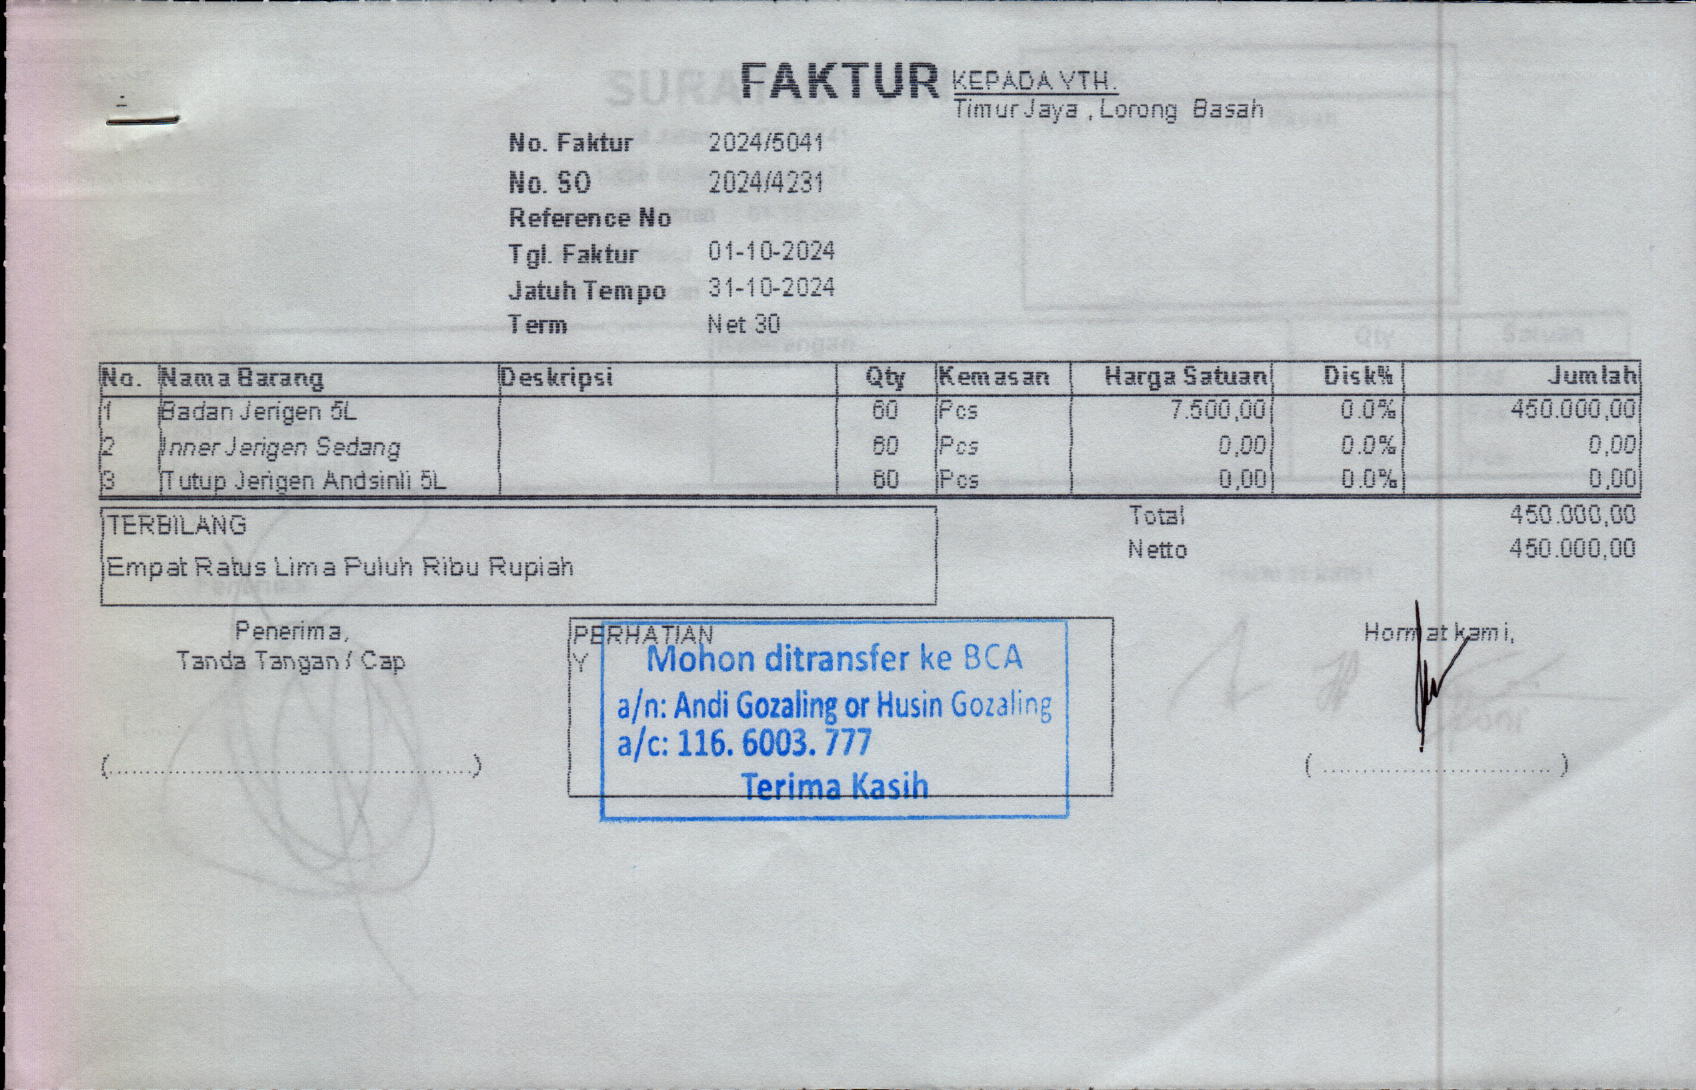 FAKTUR
KEPADA YTH.
Timur Jaya , Lorong Basah
No. Faktur 2024/5041
No. SO 2024/4231
Reference No
Tgl. Faktur 01-10-2024
Jatuh Tempo 31-10-2024
Term Net 30
No. Nama Barang Deskripsi Qty Kemasan Harga Satuan Disk% Jumlah
1 Badan Jerigen 5L 60 Pcs 7.500,00 0.0% 450.000,00
2 Inner Jerigen Sedang 60 Pcs 0,00 0.0% 0,00
3 Tutup Jerigen Andsinli 5L 60 Pcs 0,00 0.0% 0,00
TERBILANG
Empat Ratus Lima Puluh Ribu Rupiah
Total 450.000,00
Netto 450.000,00
Penerima,
Tanda Tangan / Cap
(..............................................)
PERHATIAN
Y
Mohon ditransfer ke BCA
a/n: Andi Gozaling or Husin Gozaling
a/c: 116. 6003. 777
Terima Kasih
Hormat kami,
( ............................. )